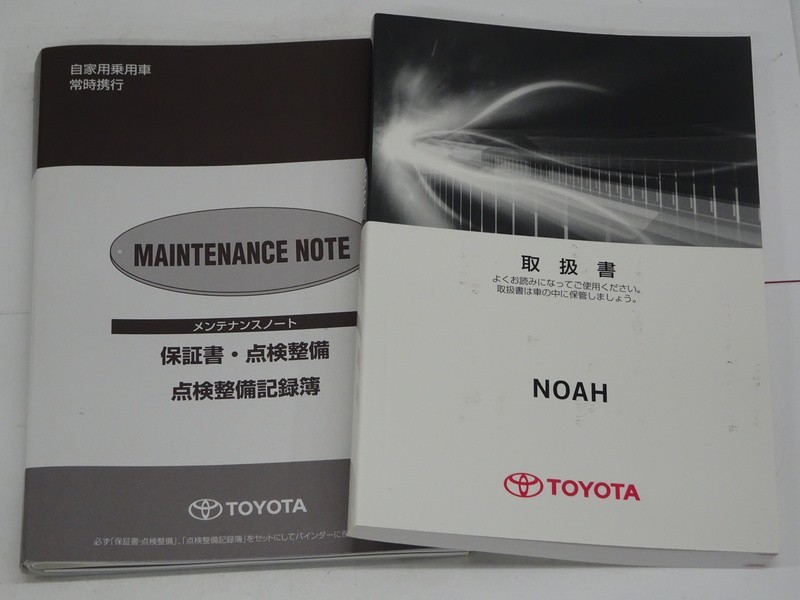 自家用乗用車
常時携行
MAINTENANCE NOTE
メンテナンスノート
保証書・点検整備
点検整備記録簿
TOYOTA
必ず「保証書・点検整備」、「点検整備記録簿」をセットにしてバインダーに
取扱書
よくお読みになってご使用ください。
取扱書は車の中に保管しましょう。
NOAH
TOYOTA